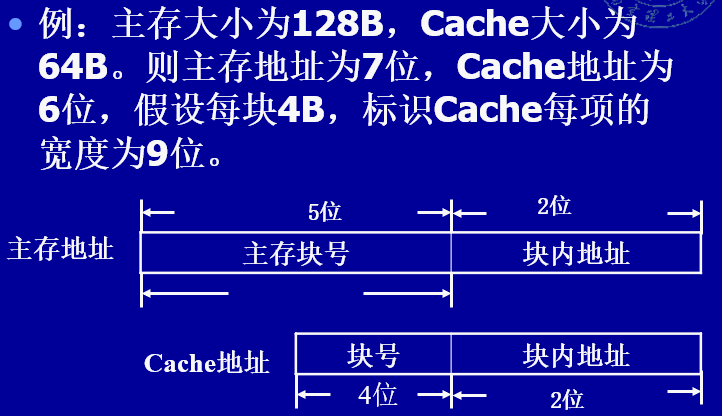 • 例：主存大小为128B，Cache大小为
64B。则主存地址为7位，Cache地址为
6位，假设每块4B，标识Cache每项的
宽度为9位。
5位 2位
主存地址 主存块号 块内地址
Cache地址 块号 块内地址
4位 2位